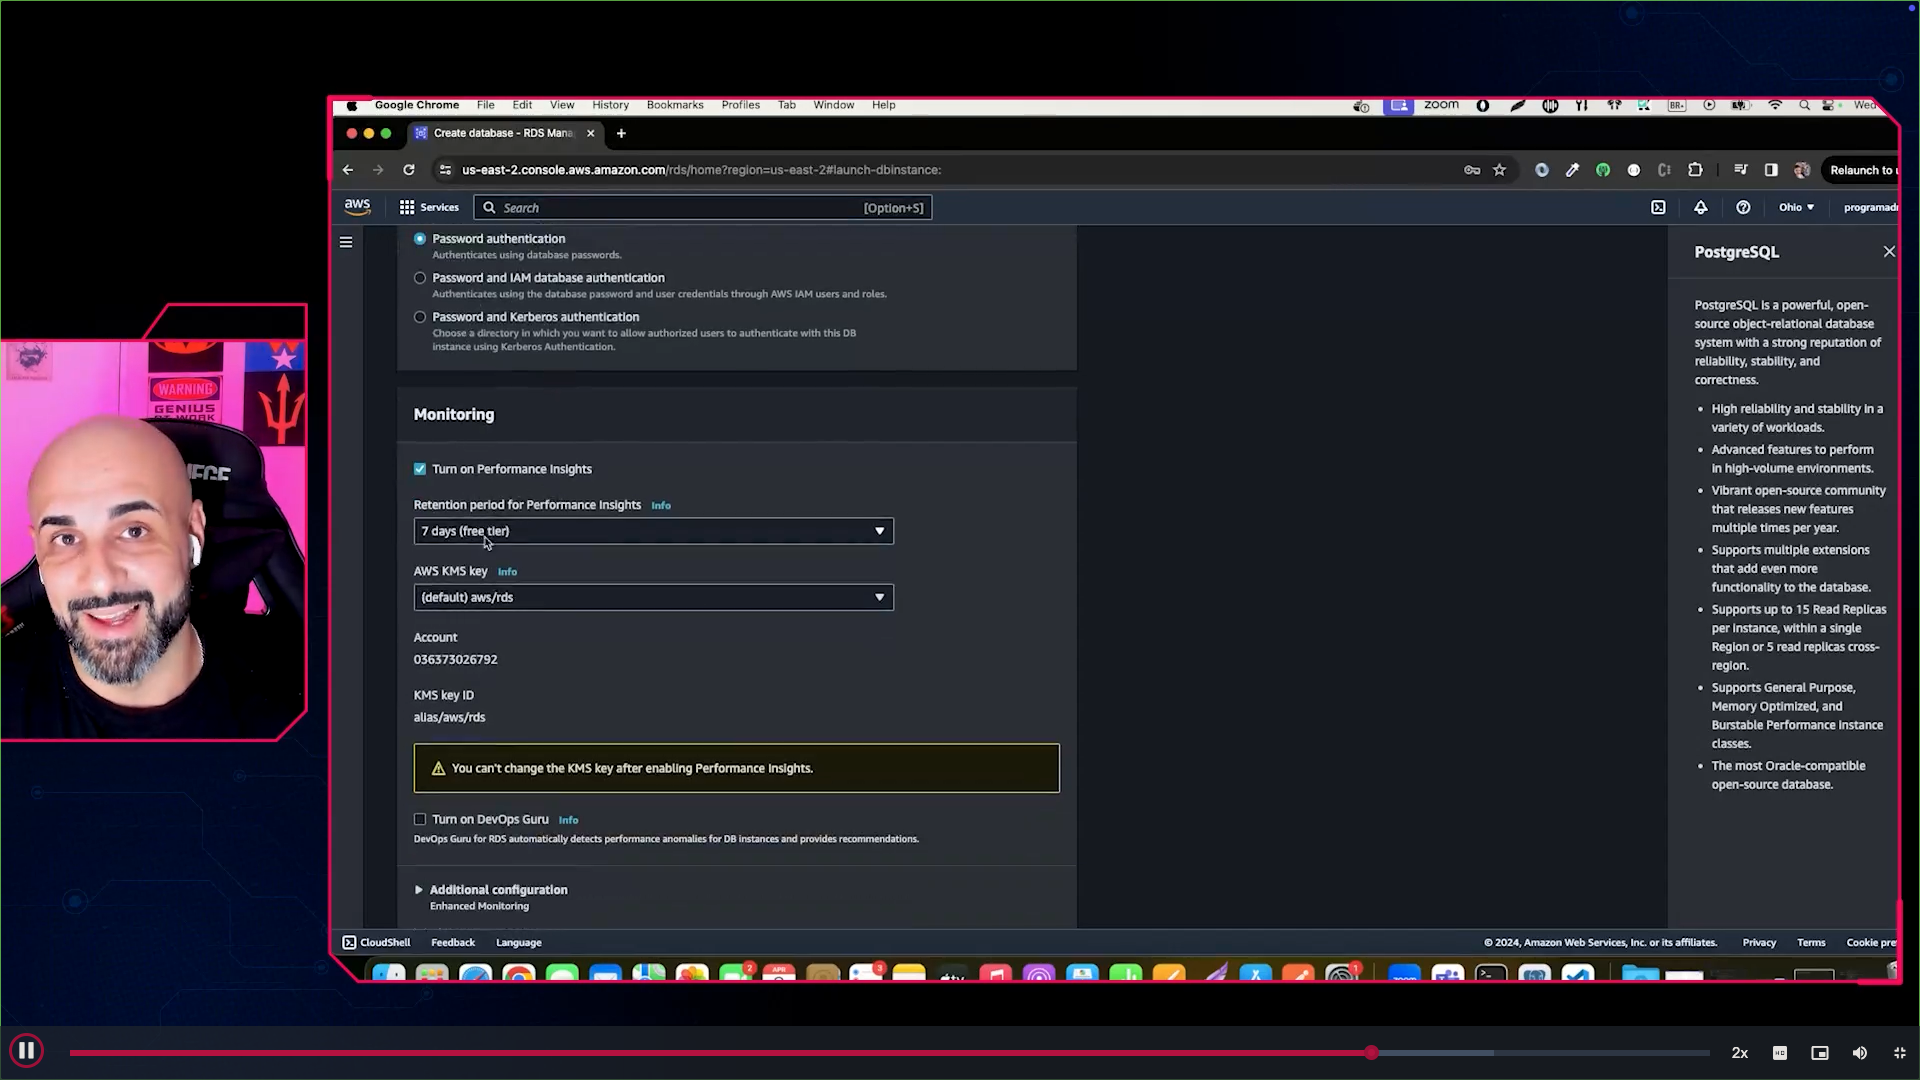 Google Chrome File Edit View History Bookmarks Profiles Tab Window Help
zoom
BR
Wed
Create database - RDS Mana
us-east-2.console.aws.amazon.com/rds/home?region=us-east-2#launch-dbinstance:
Relaunch to u
aws
Services
Search
[Option+S]
Ohio
programadr
Password authentication
Authenticates using database passwords.
Password and IAM database authentication
Authenticates using the database password and user credentials through AWS IAM users and roles.
Password and Kerberos authentication
Choose a directory in which you want to allow authorized users to authenticate with this DB
instance using Kerberos Authentication.
Monitoring
Turn on Performance Insights
Retention period for Performance Insights Info
7 days (free tier)
AWS KMS key Info
(default) aws/rds
Account
036373026792
KMS key ID
alias/aws/rds
You can't change the KMS key after enabling Performance Insights.
Turn on DevOps Guru Info
DevOps Guru for RDS automatically detects performance anomalies for DB instances and provides recommendations.
Additional configuration
Enhanced Monitoring
PostgreSQL
PostgreSQL is a powerful, open-
source object-relational database
system with a strong reputation of
reliability, stability, and
correctness.
• High reliability and stability in a
variety of workloads.
• Advanced features to perform
in high-volume environments.
• Vibrant open-source community
that releases new features
multiple times per year.
• Supports multiple extensions
that add even more
functionality to the database.
• Supports up to 15 Read Replicas
per instance, within a single
Region or 5 read replicas cross-
region.
• Supports General Purpose,
Memory Optimized, and
Burstable Performance instance
classes.
• The most Oracle-compatible
open-source database.
CloudShell Feedback Language
© 2024, Amazon Web Services, Inc. or its affiliates. Privacy Terms Cookie pre
2
APR
3
1
WARNING
GENIUS
AT WORK
2x